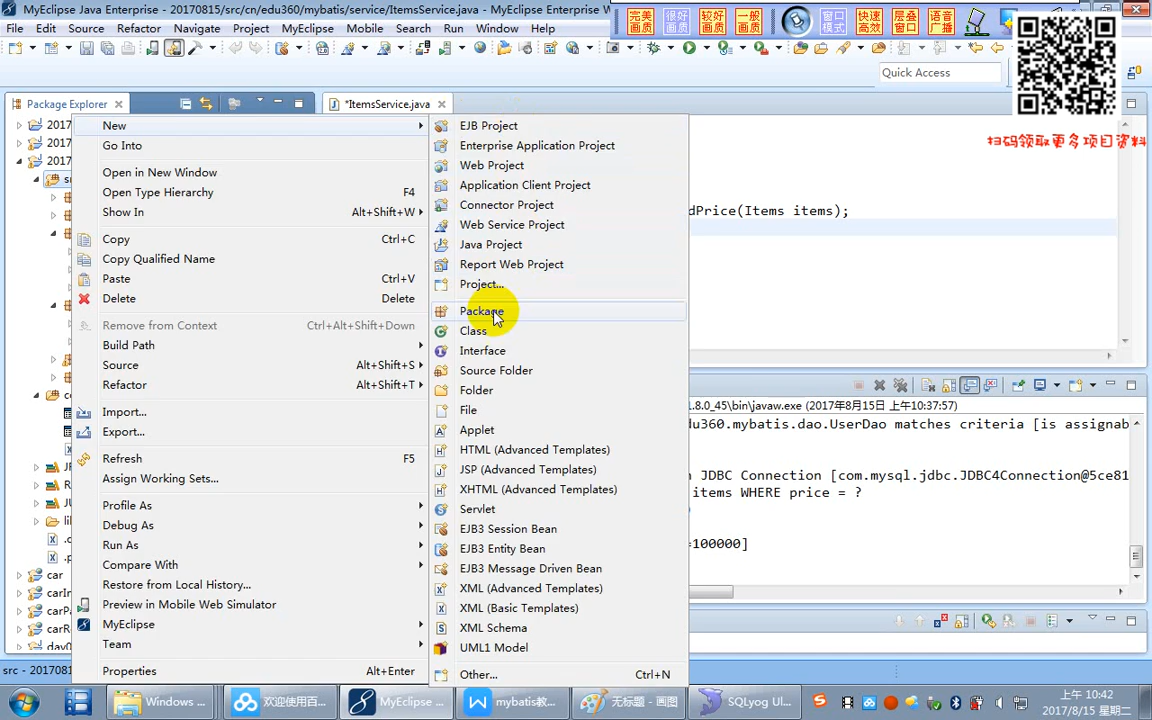 MyEclipse Java Enterprise - 20170815/src/cn/edu360/mybatis/service/ItemsService.java - MyEclipse Enterprise W
完美画质 很好画质 较好画质 一般画质 窗口模式 快速高效 层叠窗口 语音广播
File Edit Source Refactor Navigate Project MyEclipse Mobile Search Run Window Help
Quick Access
Package Explorer *ItemsService.java
扫码领取更多项目资料
2017
2017
2017
New
Go Into
Open in New Window
Open Type Hierarchy F4
Show In Alt+Shift+W
Copy Ctrl+C
Copy Qualified Name
Paste Ctrl+V
Delete Delete
Remove from Context Ctrl+Alt+Shift+Down
Build Path
Source Alt+Shift+S
Refactor Alt+Shift+T
Import...
Export...
Refresh F5
Assign Working Sets...
Profile As
Debug As
Run As
Compare With
Restore from Local History...
Preview in Mobile Web Simulator
MyEclipse
Team
Properties Alt+Enter
EJB Project
Enterprise Application Project
Web Project
Application Client Project
Connector Project
Web Service Project
Java Project
Report Web Project
Project...
Package
Class
Interface
Source Folder
Folder
File
Applet
HTML (Advanced Templates)
JSP (Advanced Templates)
XHTML (Advanced Templates)
Servlet
EJB3 Session Bean
EJB3 Entity Bean
EJB3 Message Driven Bean
XML (Advanced Templates)
XML (Basic Templates)
XML Schema
UML1 Model
Other... Ctrl+N
dPrice(Items items);
1.8.0_45\bin\javaw.exe (2017年8月15日 上午10:37:57)
du360.mybatis.dao.UserDao matches criteria [is assignab
n JDBC Connection [com.mysql.jdbc.JDBC4Connection@5ce81
items WHERE price = ?
=100000]
car
carIn
carPa
carR
day0
src - 2017081
Windows ... 欢迎使用百... MyEclipse ... mybatis教... 无标题 - 画图 SQLyog Ul...
上午 10:42
2017/8/15 星期二